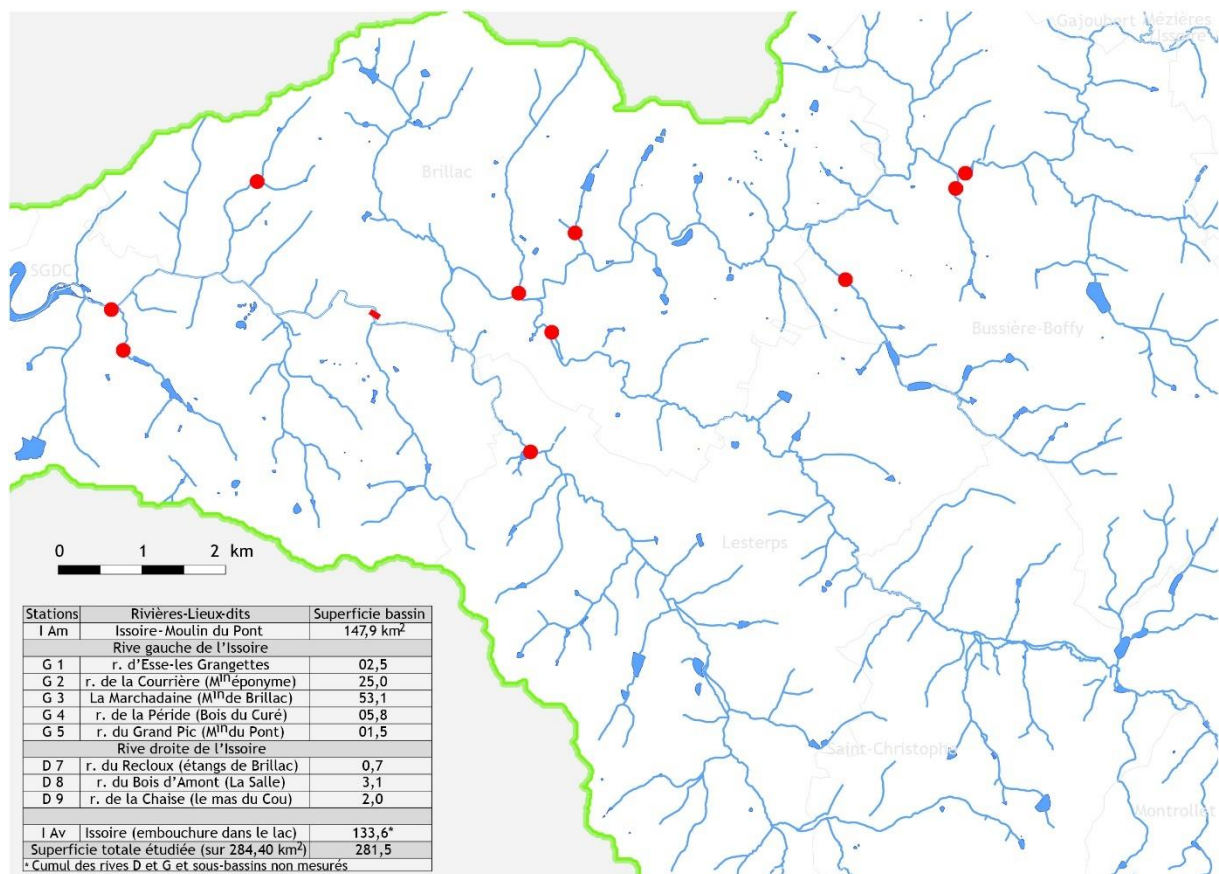 Gajoubert Mézières
Issoire
Brillac
SGDC
Bussière-Boffy
Lesterps
Saint-Christophe
Montrollet
0 1 2 km
Stations Rivières-Lieux-dits Superficie bassin
I Am Issoire-Moulin du Pont 147,9 km²
Rive gauche de l'Issoire
G 1 r. d'Esse-les Grangettes 02,5
G 2 r. de la Courrière (Mⁱⁿ éponyme) 25,0
G 3 La Marchadaine (Mⁱⁿ de Brillac) 53,1
G 4 r. de la Péride (Bois du Curé) 05,8
G 5 r. du Grand Pic (Mⁱⁿ du Pont) 01,5
Rive droite de l'Issoire
D 7 r. du Recloux (étangs de Brillac) 0,7
D 8 r. du Bois d'Amont (La Salle) 3,1
D 9 r. de la Chaise (le mas du Cou) 2,0
I Av Issoire (embouchure dans le lac) 133,6*
Superficie totale étudiée (sur 284,40 km²) 281,5
* Cumul des rives D et G et sous-bassins non mesurés